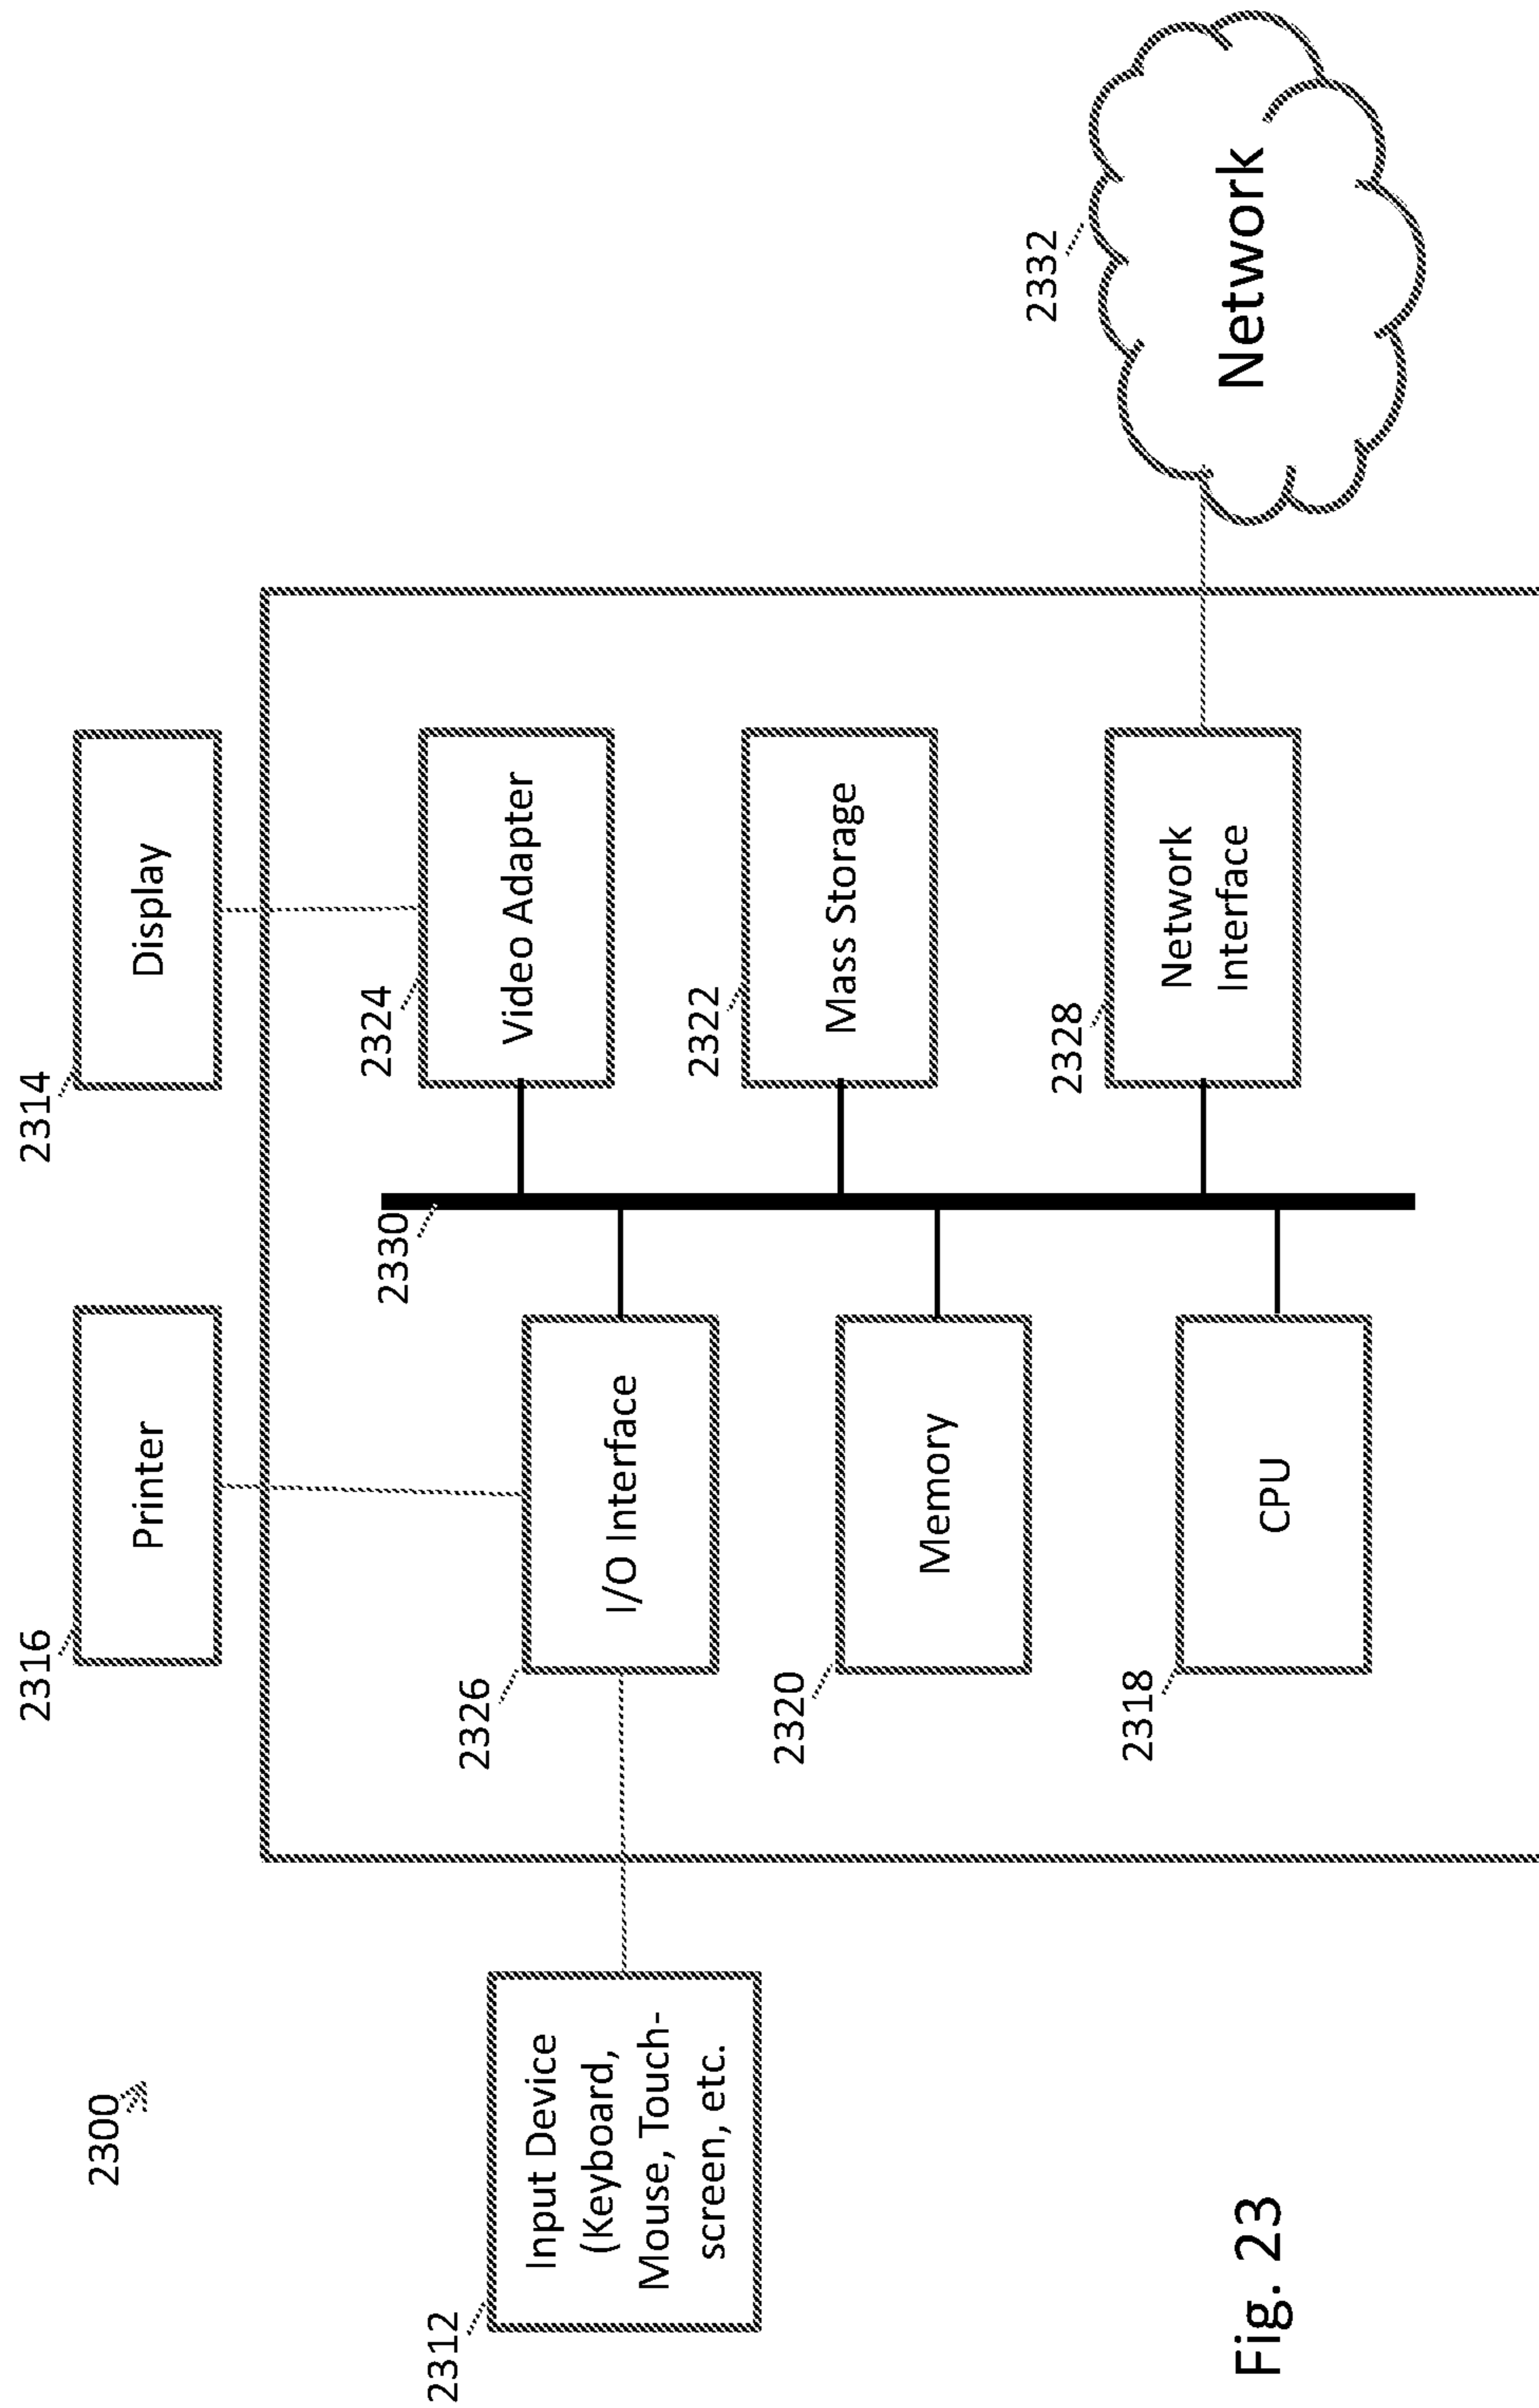 2300
2316
Printer
2314
Display
2330
2324
Video Adapter
2312
Input Device
(Keyboard,
Mouse, Touch-
screen, etc.
2326
I/O Interface
2322
Mass Storage
2320
Memory
2332
Network
2328
Network
Interface
2318
CPU
Fig. 23